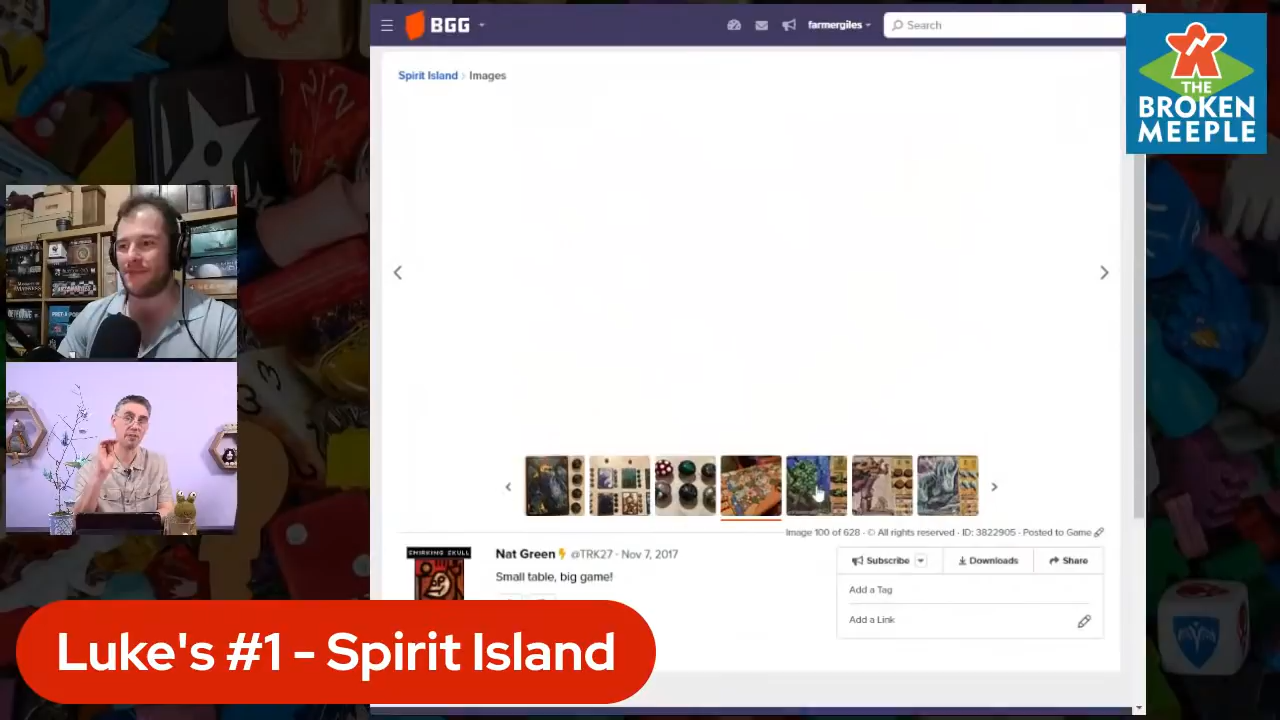 BGG
farmergiles
Search
Spirit Island > Images
THE
BROKEN
MEEPLE
Image 100 of 628 · © All rights reserved · ID: 3822905 · Posted to Game
Nat Green @TRK27 · Nov 7, 2017
Small table, big game!
Subscribe
Downloads
Share
Add a Tag
Add a Link
Luke's #1 - Spirit Island